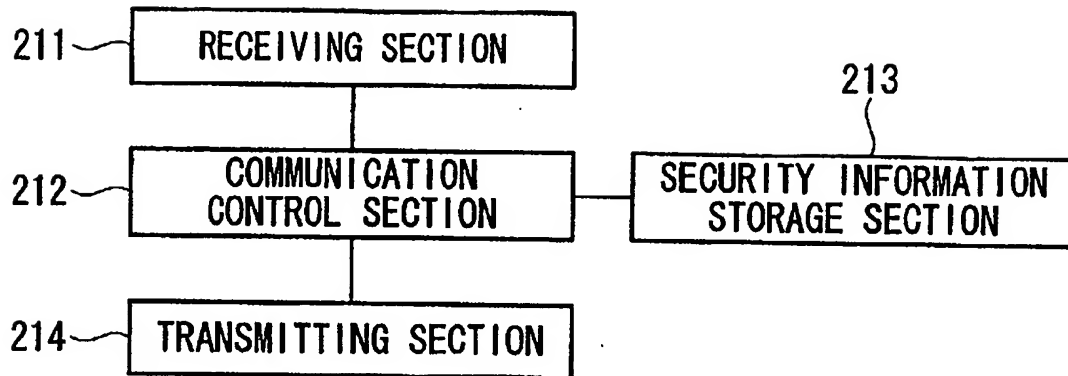 211
RECEIVING SECTION
213
212
COMMUNICATION
CONTROL SECTION
SECURITY INFORMATION
STORAGE SECTION
214
TRANSMITTING SECTION